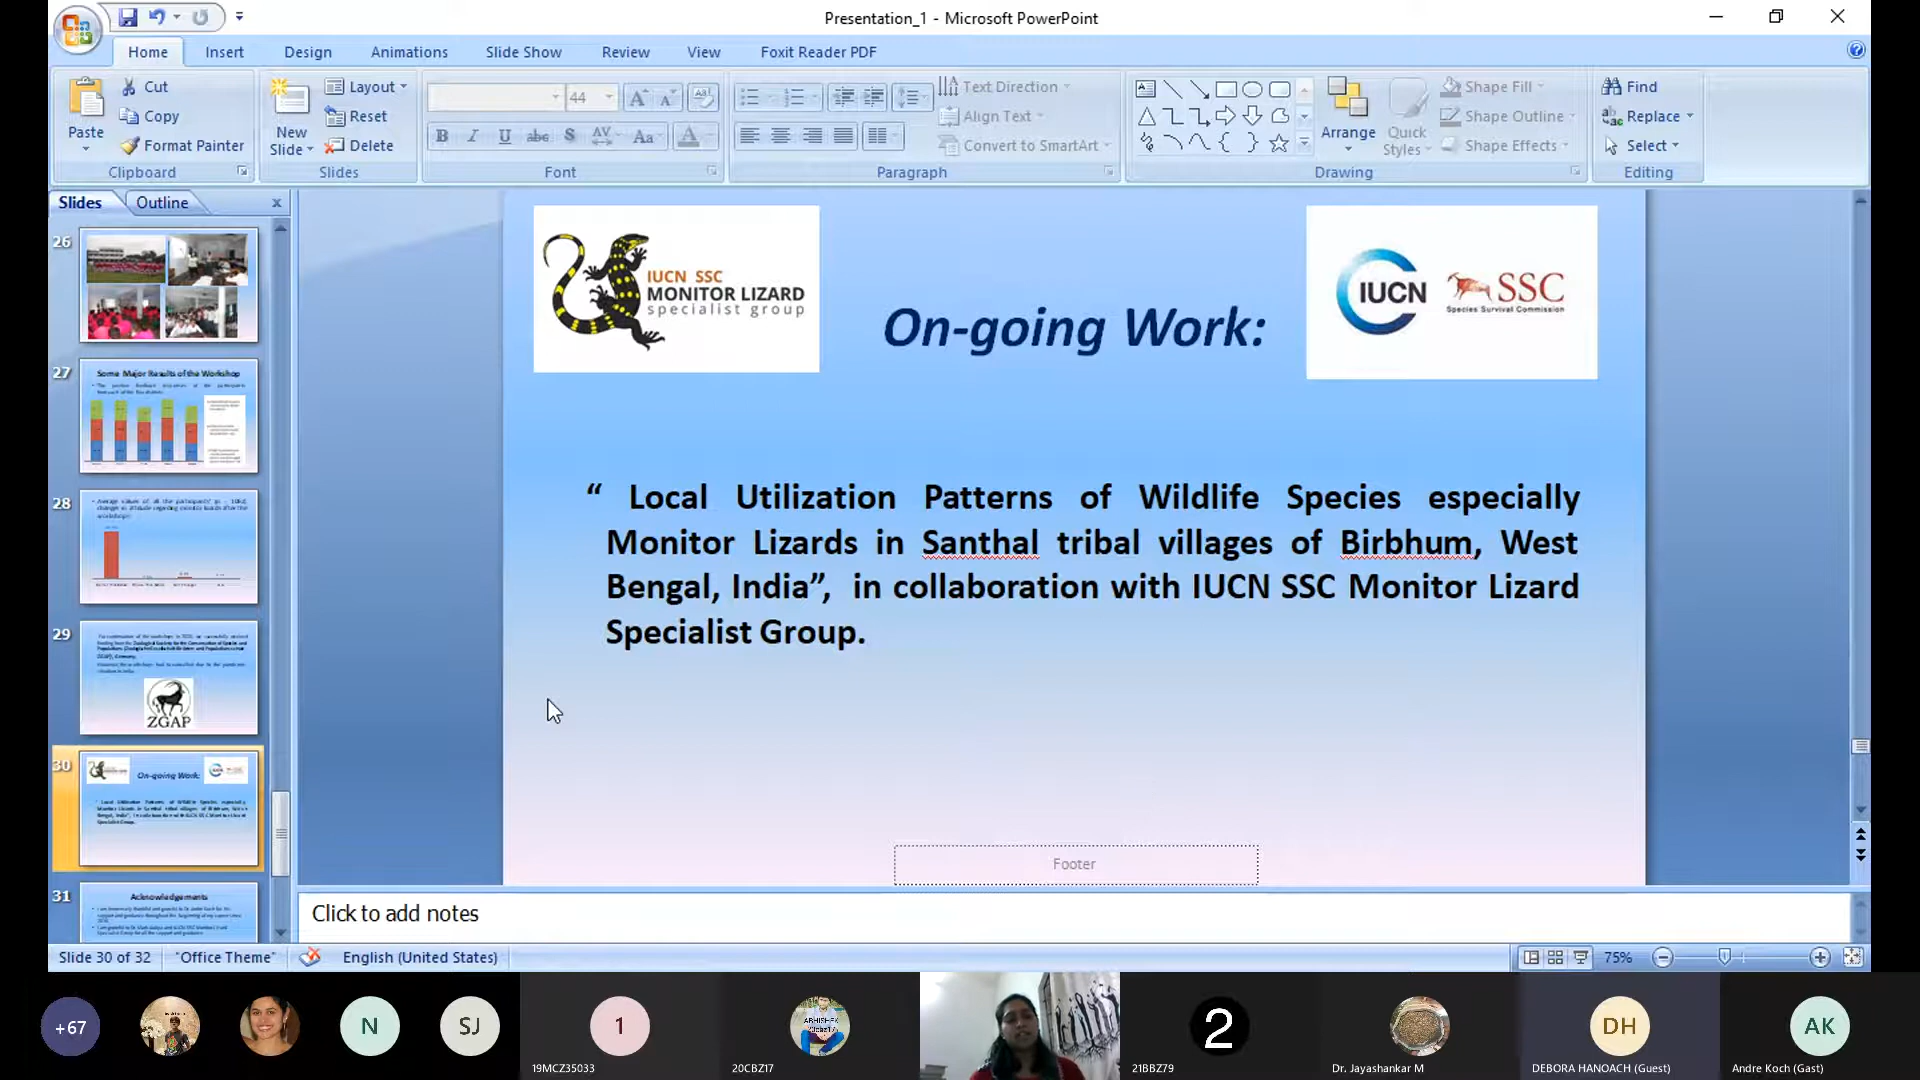 Presentation_1 - Microsoft PowerPoint
Home Insert Design Animations Slide Show Review View Foxit Reader PDF
Paste
Cut
Copy
Format Painter
Clipboard
New
Slide
Layout
Reset
Delete
Slides
44
Font
Text Direction
Align Text
Convert to SmartArt
Paragraph
Arrange
Quick
Styles
Shape Fill
Shape Outline
Shape Effects
Drawing
Find
Replace
Select
Editing
Slides Outline
26
27
Some Major Results of the Workshop
28
29
ZGAP
30
On-going Work:
31
Acknowledgements
IUCN SSC
MONITOR LIZARD
specialist group
On-going Work:
IUCN SSC
Species Survival Commission
“ Local Utilization Patterns of Wildlife Species especially
Monitor Lizards in Santhal tribal villages of Birbhum, West
Bengal, India”, in collaboration with IUCN SSC Monitor Lizard
Specialist Group.
Footer
Click to add notes
Slide 30 of 32 "Office Theme" English (United States) 75%
+67 N SJ 1 2 DH AK
19MCZ35033 20CBZ17 21BBZ79 Dr. Jayashankar M DEBORA HANOACH (Guest) Andre Koch (Gast)